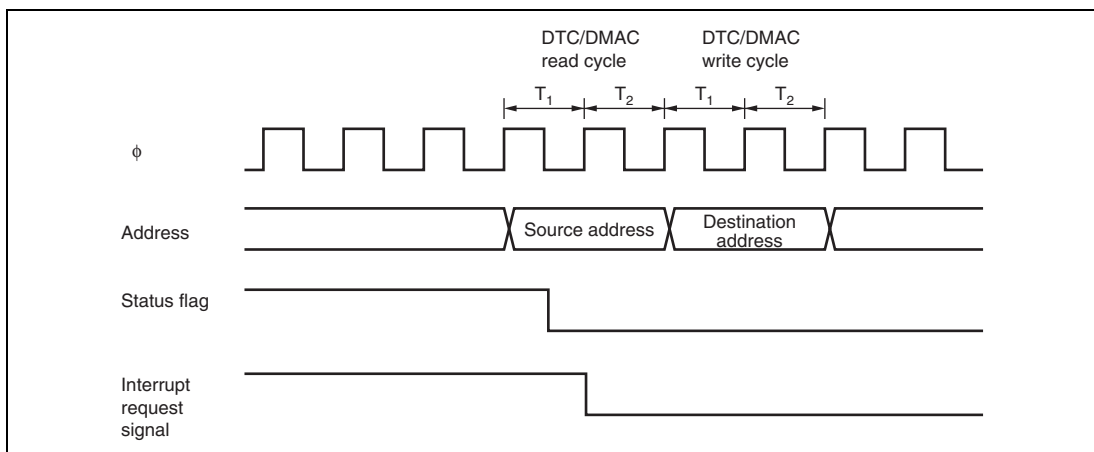 DTC/DMAC DTC/DMAC
read cycle write cycle
T1 T2 T1 T2
ϕ
Address Source address Destination
address
Status flag
Interrupt
request
signal